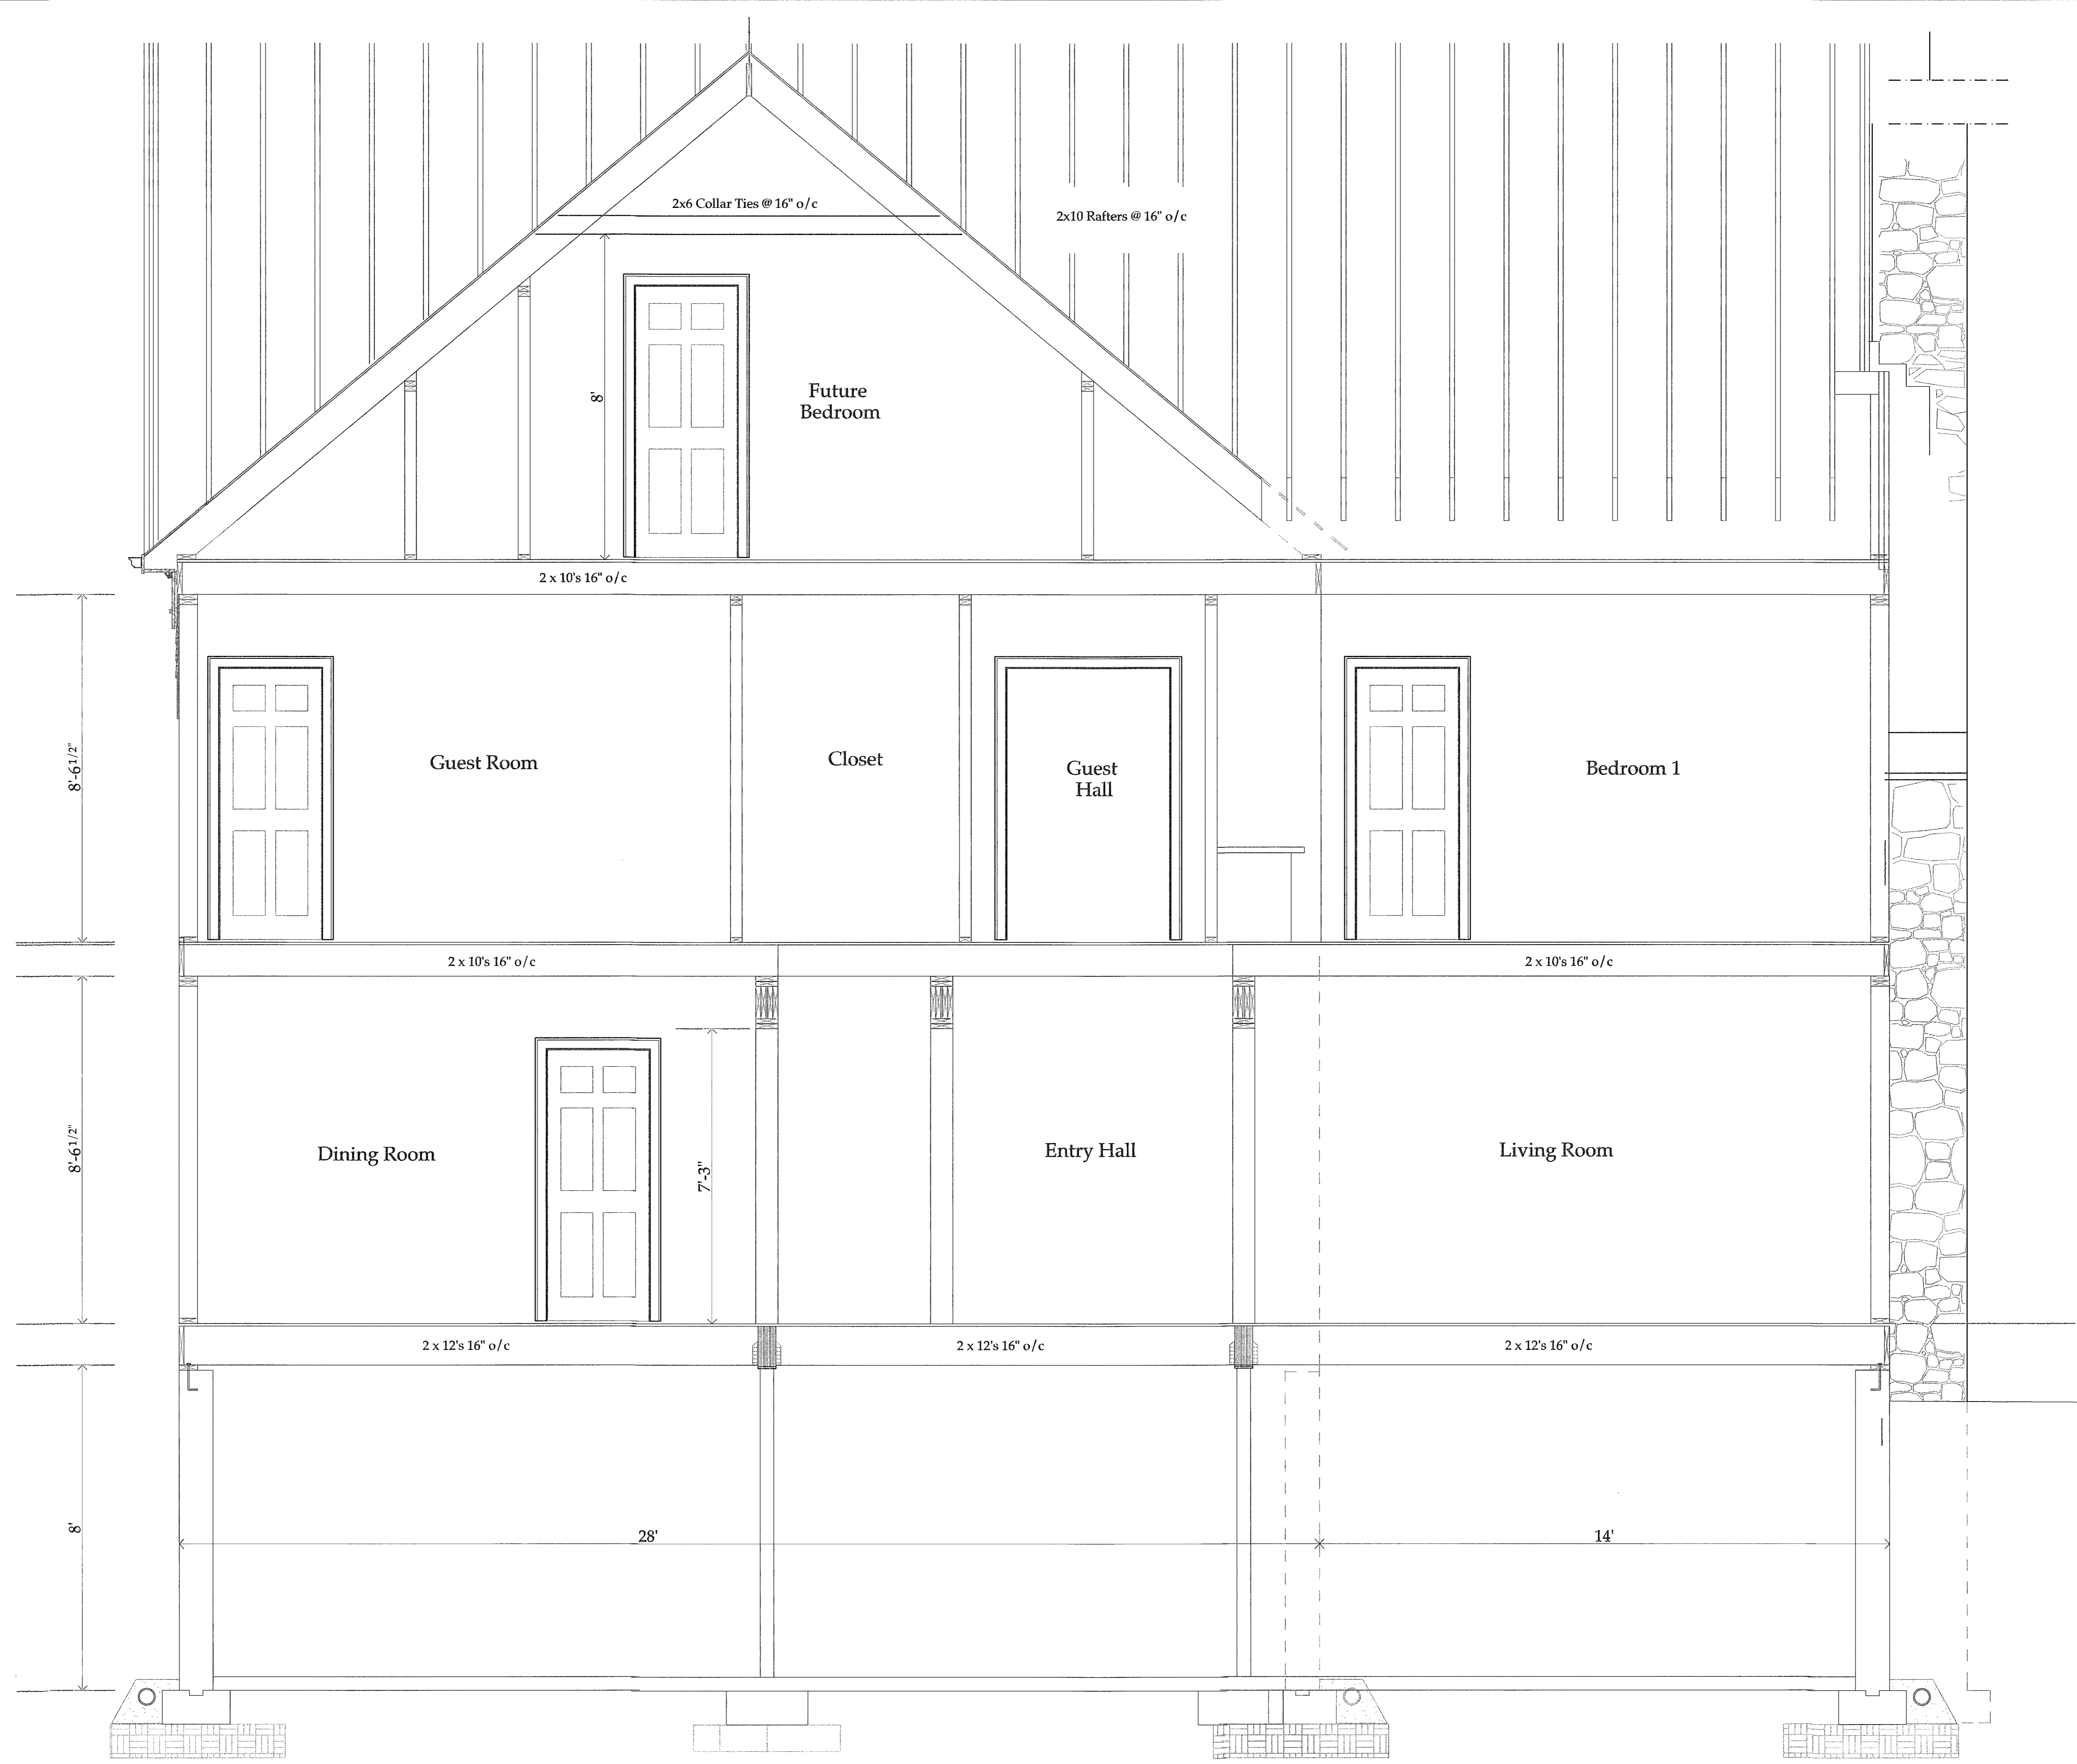 2x6 Collar Ties @ 16" o/c
2x10 Rafters @ 16" o/c
8'
Future
Bedroom
2 x 10's 16" o/c
8'-6 1/2"
Guest Room
Closet
Guest
Hall
Bedroom 1
2 x 10's 16" o/c
2 x 10's 16" o/c
8'-6 1/2"
Dining Room
7'-3"
Entry Hall
Living Room
2 x 12's 16" o/c
2 x 12's 16" o/c
2 x 12's 16" o/c
8'
28'
14'